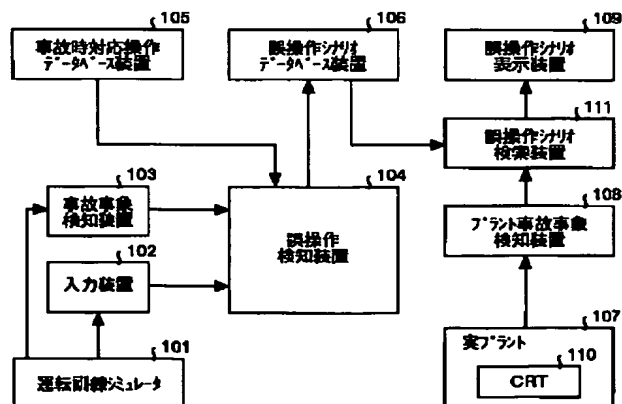 105
事故時対応操作
データベース装置
106
誤操作シナリオ
データベース装置
109
誤操作シナリオ
表示装置
111
誤操作シナリオ
検索装置
103
事故事象
検知装置
104
誤操作
検知装置
108
プラント事故事象
検知装置
102
入力装置
107
実プラント
110
CRT
101
運転訓練シミュレータ